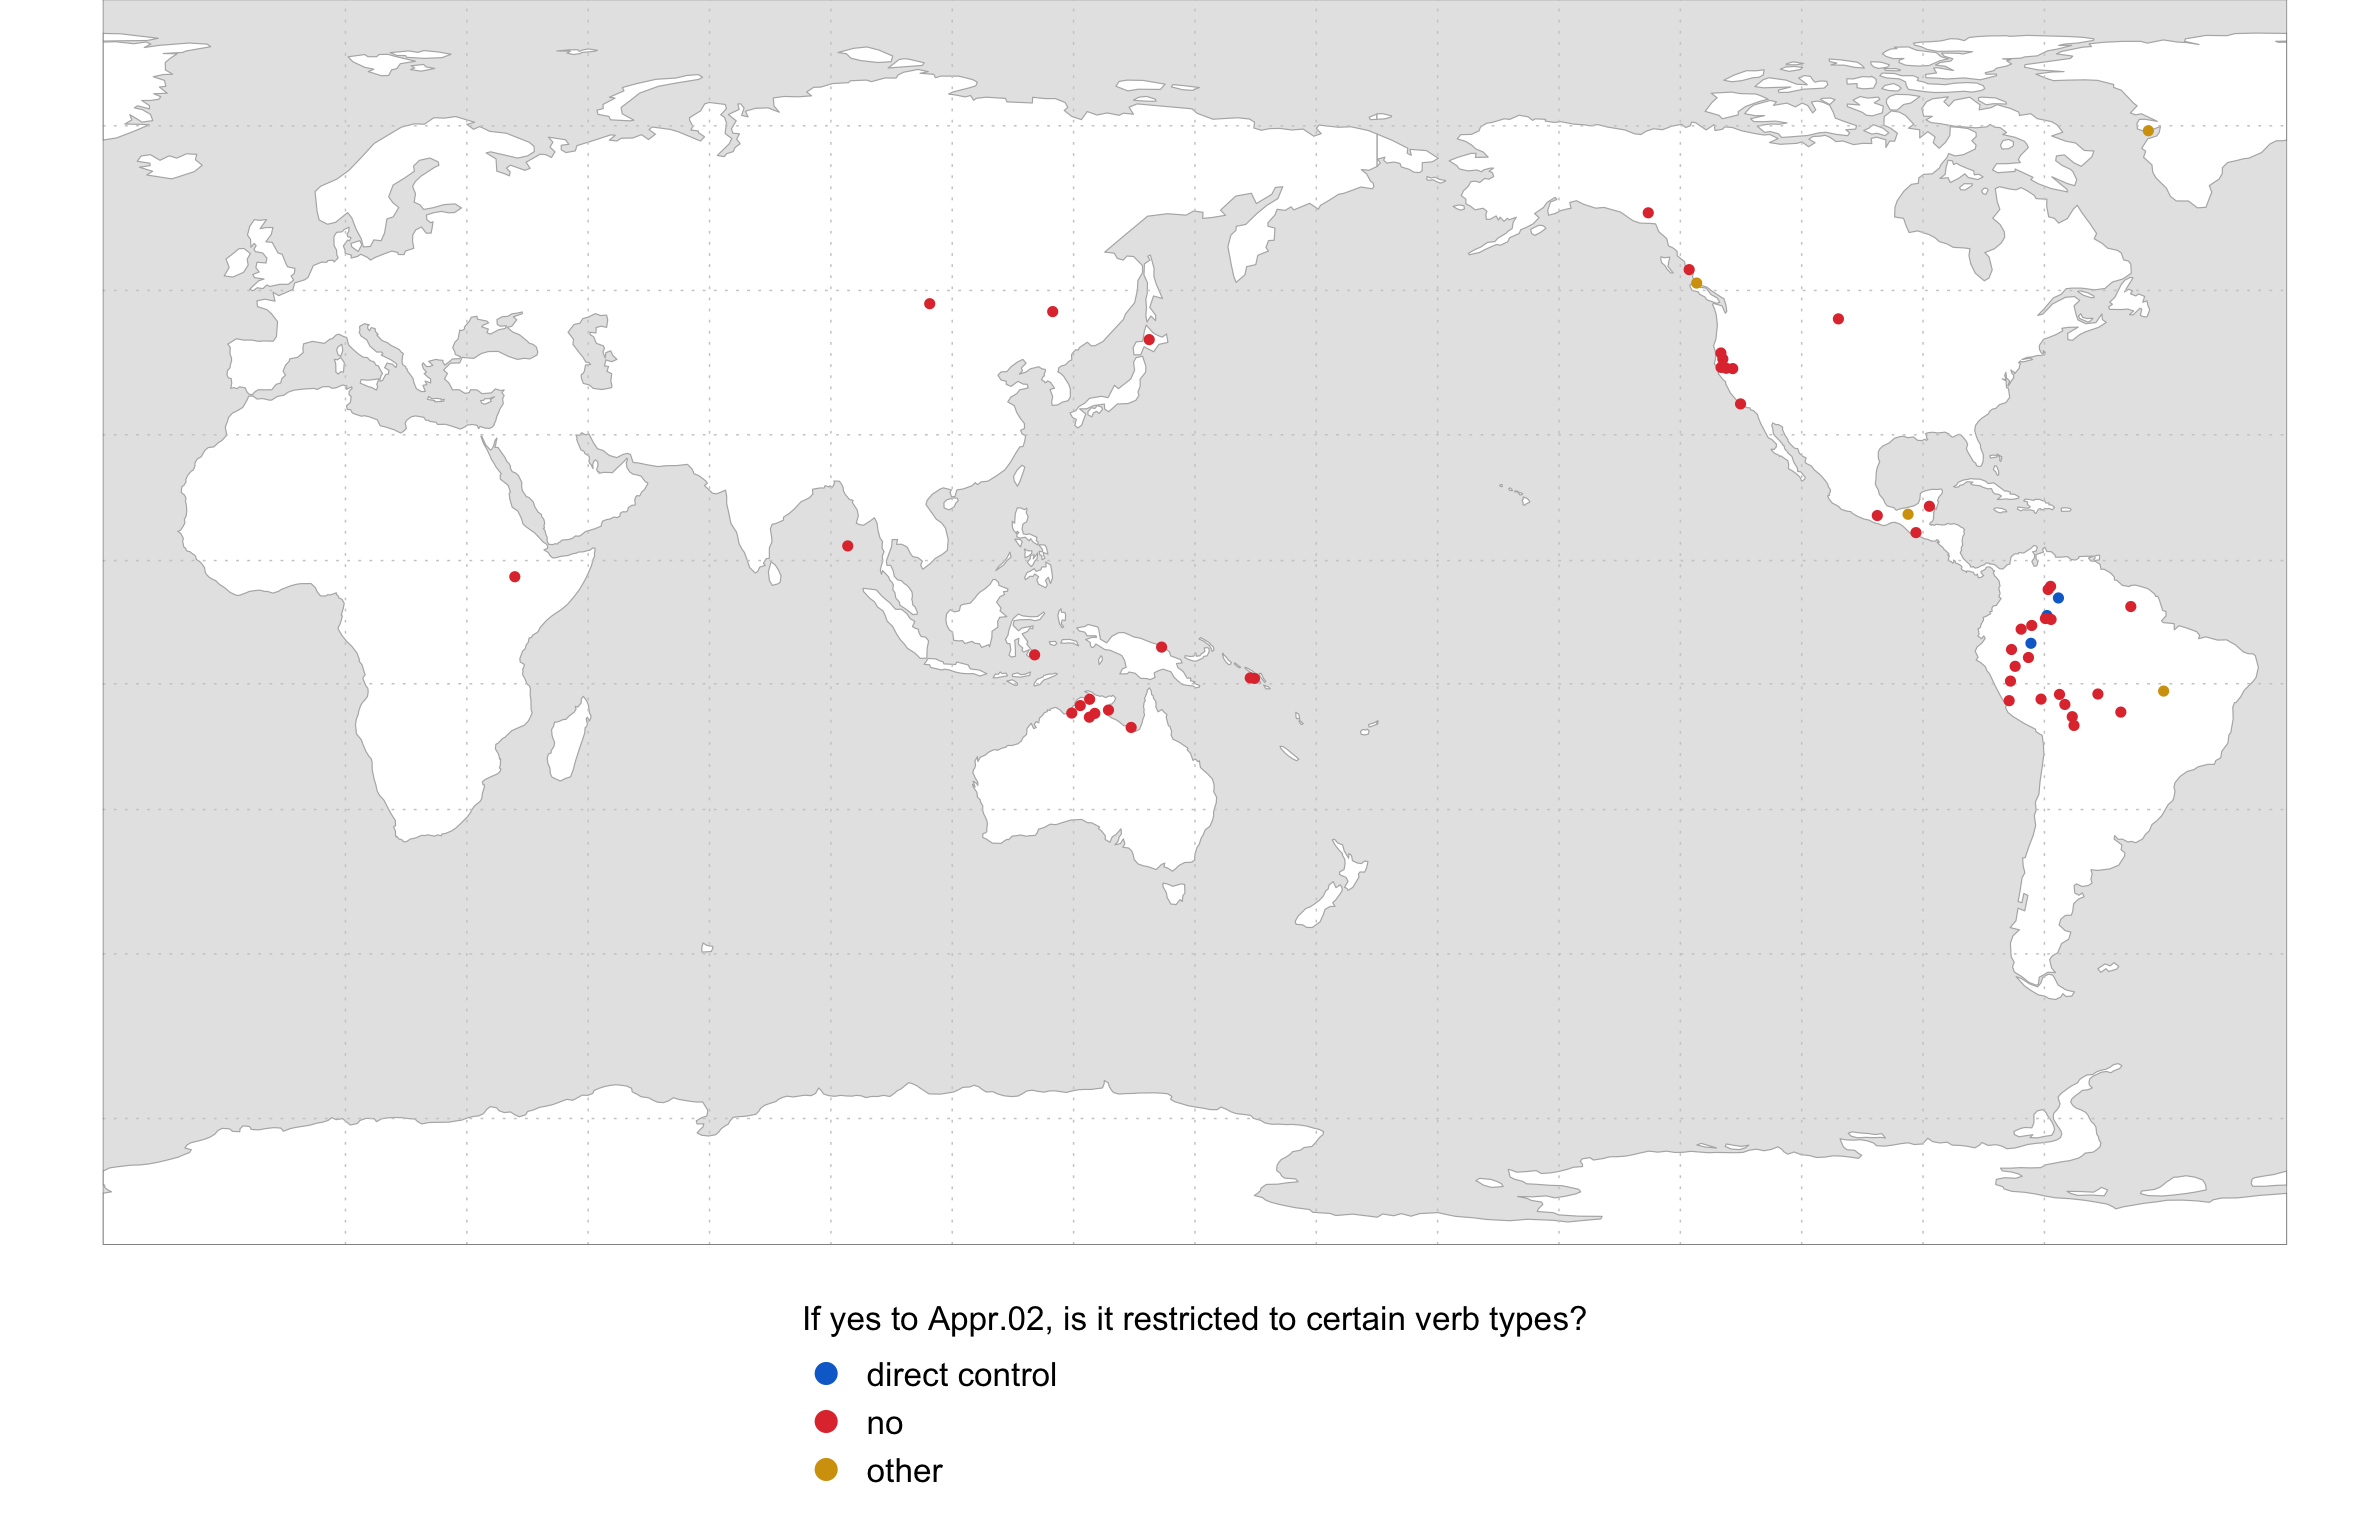 If yes to Appr.02, is it restricted to certain verb types?
direct control
no
other